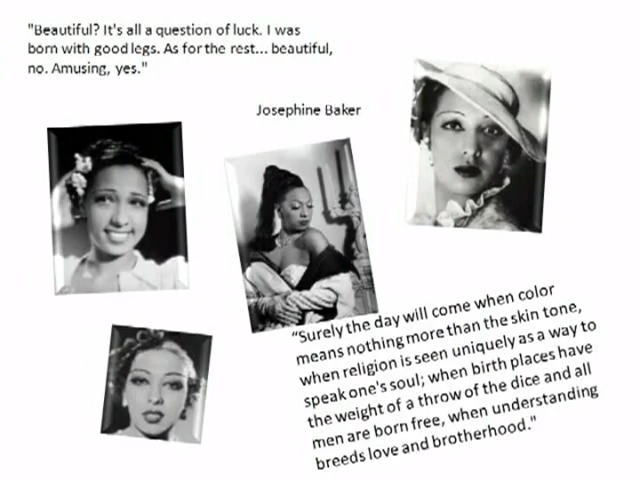 "Beautiful? It's all a question of luck. I was
born with good legs. As for the rest... beautiful,
no. Amusing, yes."
Josephine Baker
"Surely the day will come when color
means nothing more than the skin tone,
when religion is seen uniquely as a way to
speak one's soul; when birth places have
the weight of a throw of the dice and all
men are born free, when understanding
breeds love and brotherhood."